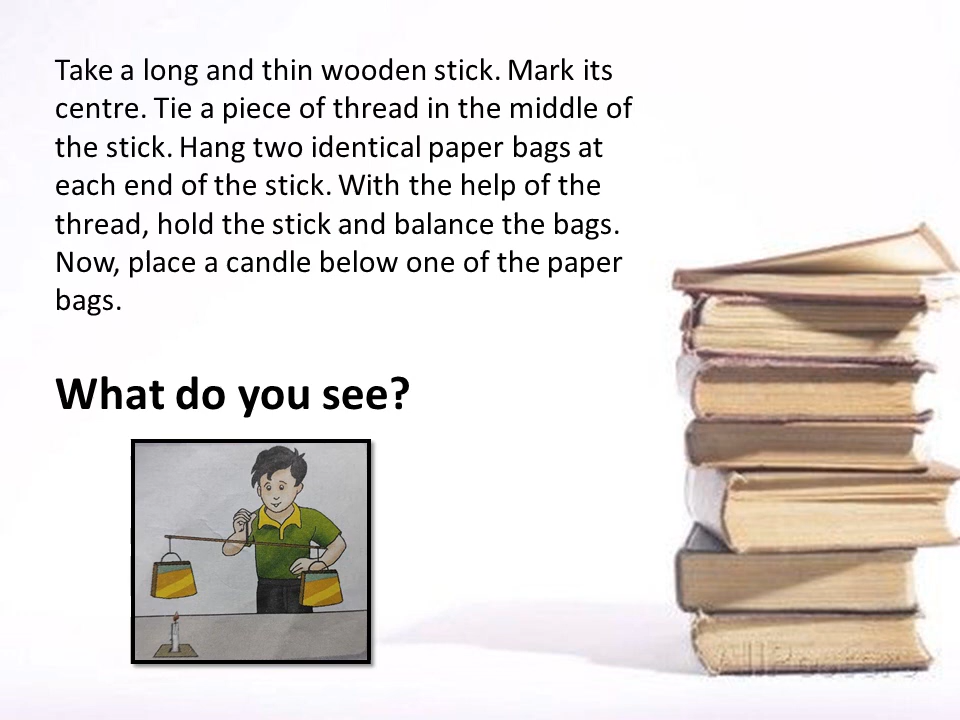 Take a long and thin wooden stick. Mark its
centre. Tie a piece of thread in the middle of
the stick. Hang two identical paper bags at
each end of the stick. With the help of the
thread, hold the stick and balance the bags.
Now, place a candle below one of the paper
bags.
What do you see?